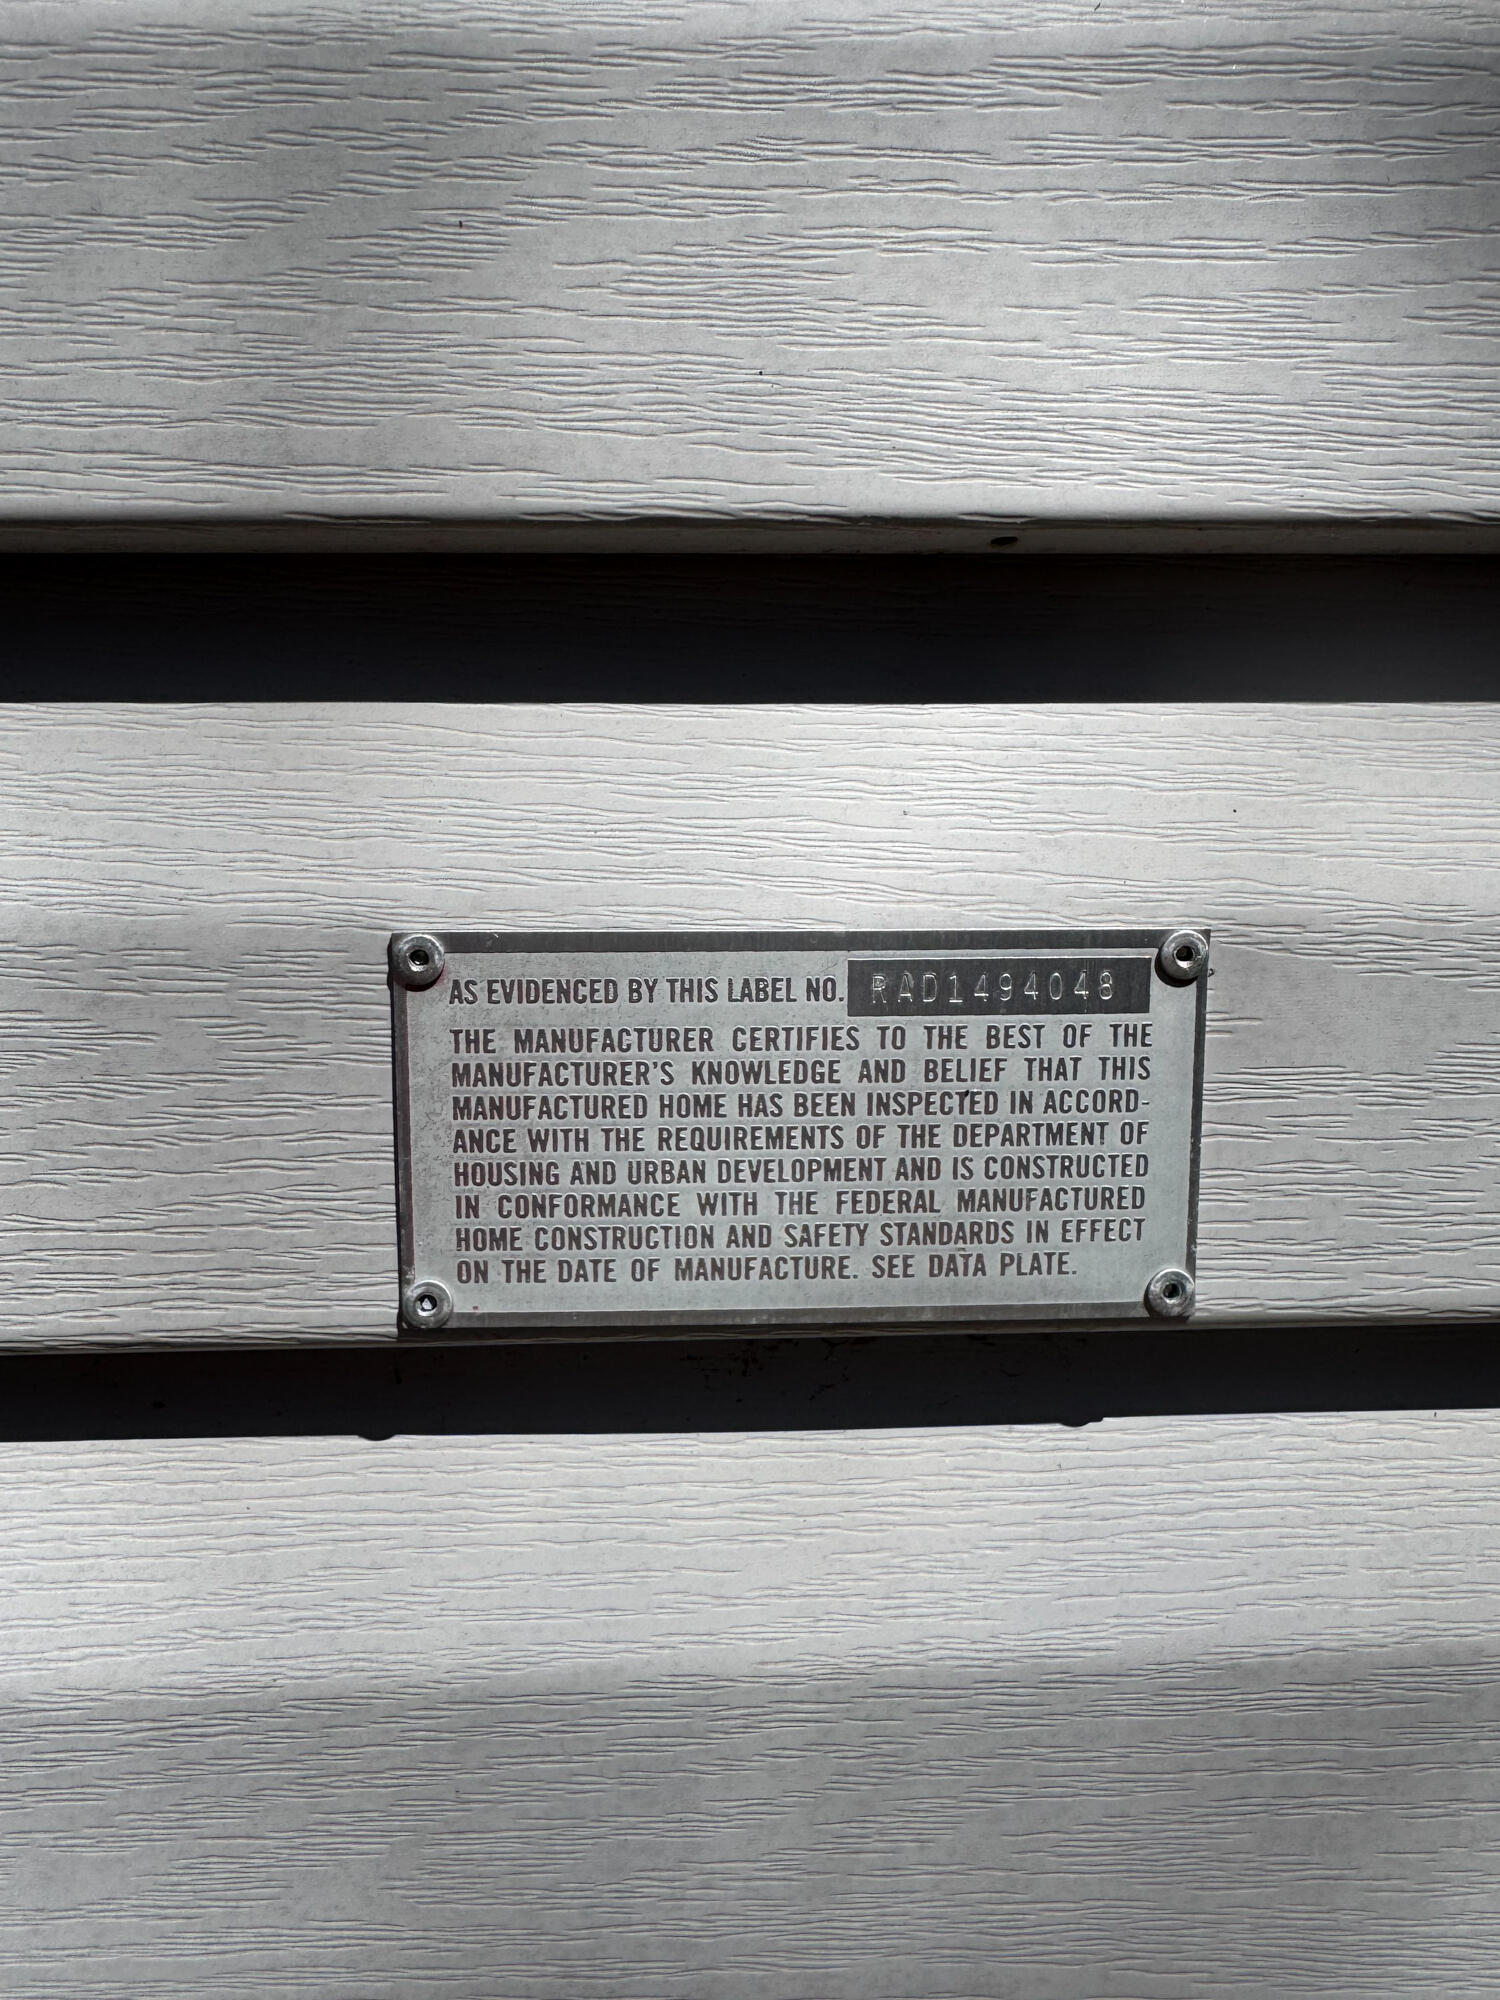 AS EVIDENCED BY THIS LABEL NO. RAD1494048
THE MANUFACTURER CERTIFIES TO THE BEST OF THE
MANUFACTURER'S KNOWLEDGE AND BELIEF THAT THIS
MANUFACTURED HOME HAS BEEN INSPECTED IN ACCORD-
ANCE WITH THE REQUIREMENTS OF THE DEPARTMENT OF
HOUSING AND URBAN DEVELOPMENT AND IS CONSTRUCTED
IN CONFORMANCE WITH THE FEDERAL MANUFACTURED
HOME CONSTRUCTION AND SAFETY STANDARDS IN EFFECT
ON THE DATE OF MANUFACTURE. SEE DATA PLATE.